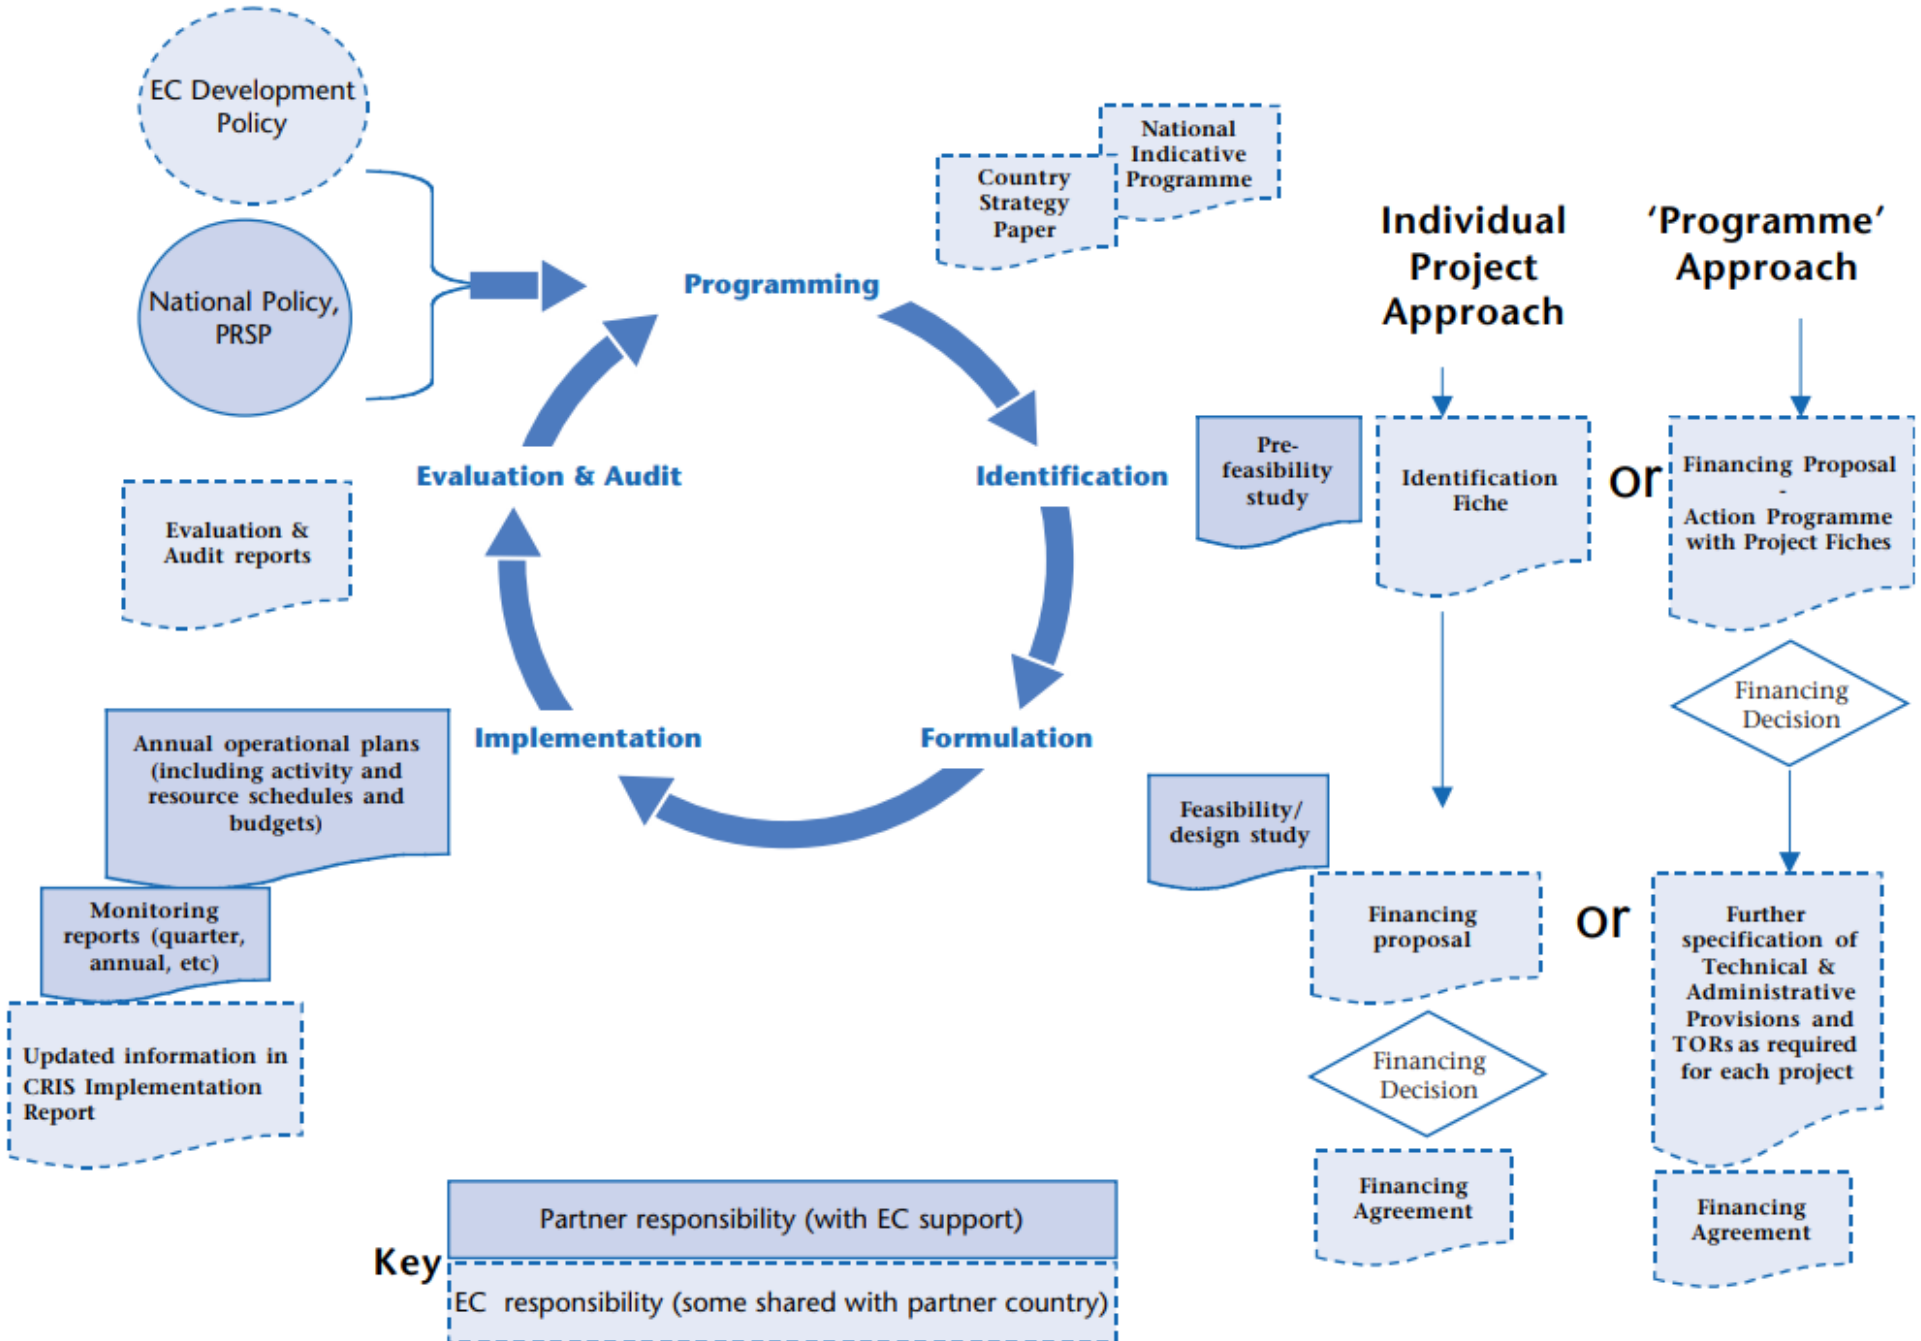 EC Development
Policy
National Policy,
PRSP
Programming
National
Indicative
Programme
Country
Strategy
Paper
Individual
Project
Approach
‘Programme’
Approach
Evaluation & Audit
Identification
Pre-
feasibility
study
Identification
Fiche
or
Financing Proposal
-
Action Programme
with Project Fiches
Evaluation &
Audit reports
Financing
Decision
Implementation
Formulation
Annual operational plans
(including activity and
resource schedules and
budgets)
Feasibility/
design study
Monitoring
reports (quarter,
annual, etc)
Financing
proposal
or
Further
specification of
Technical &
Administrative
Provisions and
TORs as required
for each project
Updated information in
CRIS Implementation
Report
Financing
Decision
Financing
Agreement
Financing
Agreement
Key
Partner responsibility (with EC support)
EC responsibility (some shared with partner country)